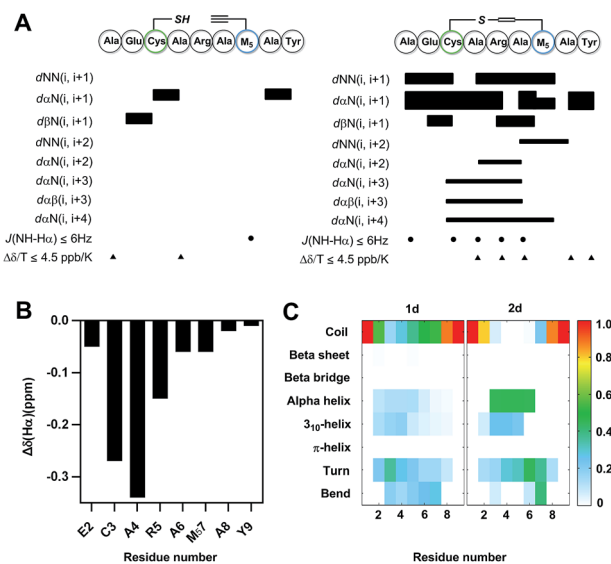 A
SH
S
Ala Glu Cys Ala Arg Ala M5 Ala Tyr
Ala Glu Cys Ala Arg Ala M5 Ala Tyr
dNN(i, i+1)
dαN(i, i+1)
dβN(i, i+1)
dNN(i, i+2)
dαN(i, i+2)
dαN(i, i+3)
dαβ(i, i+3)
dαN(i, i+4)
J(NH-Hα) ≤ 6Hz
Δδ/T ≤ 4.5 ppb/K
dNN(i, i+1)
dαN(i, i+1)
dβN(i, i+1)
dNN(i, i+2)
dαN(i, i+2)
dαN(i, i+3)
dαβ(i, i+3)
dαN(i, i+4)
J(NH-Hα) ≤ 6Hz
Δδ/T ≤ 4.5 ppb/K
B
Δδ(Hα)(ppm)
0.0
-0.1
-0.2
-0.3
E2 C3 A4 R5 A6 M57 A8 Y9
Residue number
C
1d 2d
Coil
Beta sheet
Beta bridge
Alpha helix
310-helix
π-helix
Turn
Bend
2 4 6 8 2 4 6 8
Residue number
1.0
0.8
0.6
0.4
0.2
0